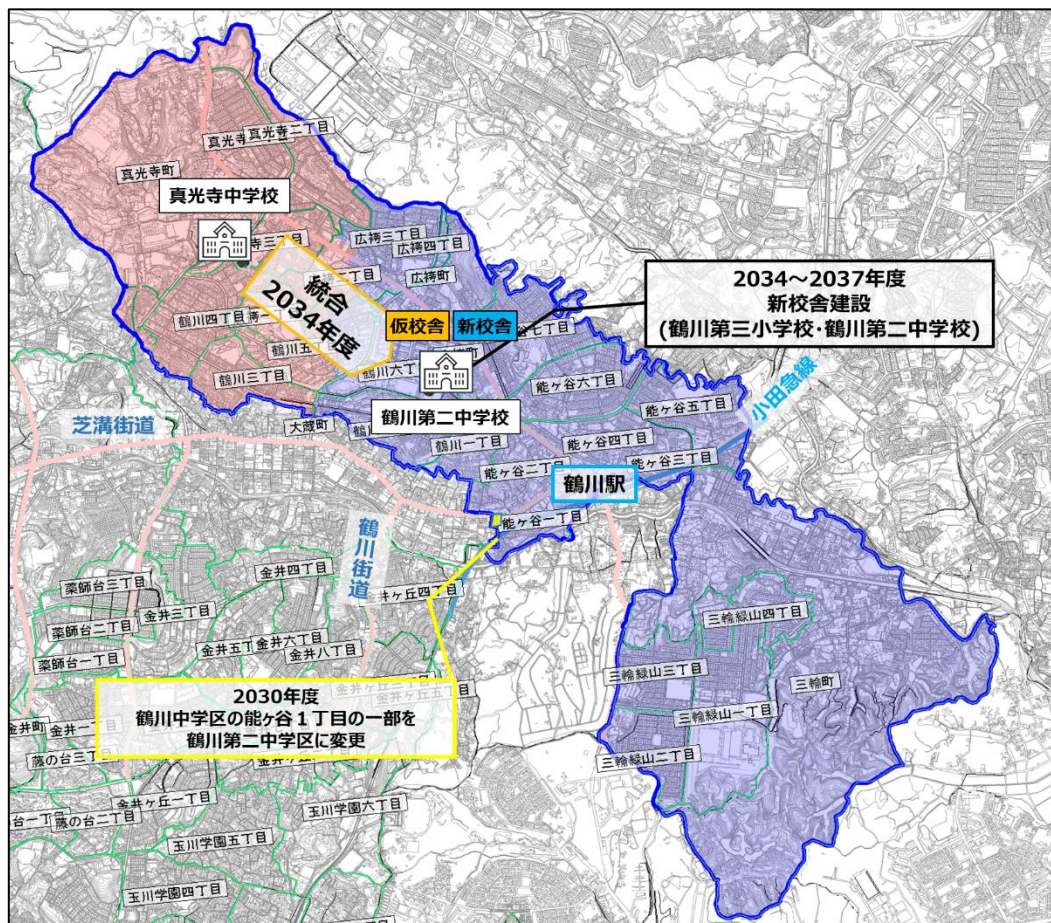 真光寺二丁目
真光寺町
真光寺中学校
広袴三丁目
広袴四丁目
広袴町
統合
2034年度
仮校舎
新校舎
2034～2037年度
新校舎建設
(鶴川第三小学校・鶴川第二中学校)
鶴川四丁目
鶴川三丁目
能ヶ谷六丁目
能ヶ谷五丁目
小田急線
芝溝街道
大蔵町
鶴川第二中学校
鶴川一丁目
能ヶ谷四丁目
能ヶ谷二丁目
能ヶ谷三丁目
鶴川駅
能ヶ谷一丁目
鶴川街道
薬師台三丁目
金井四丁目
薬師台二丁目
金井三丁目
金井六丁目
薬師台一丁目
金井八丁目
三輪緑山四丁目
三輪緑山三丁目
三輪町
三輪緑山一丁目
三輪緑山二丁目
2030年度
鶴川中学区の能ヶ谷１丁目の一部を
鶴川第二中学区に変更
金井町
藤の台三丁目
金井ヶ丘一丁目
藤の台二丁目
玉川学園六丁目
玉川学園五丁目
玉川学園四丁目